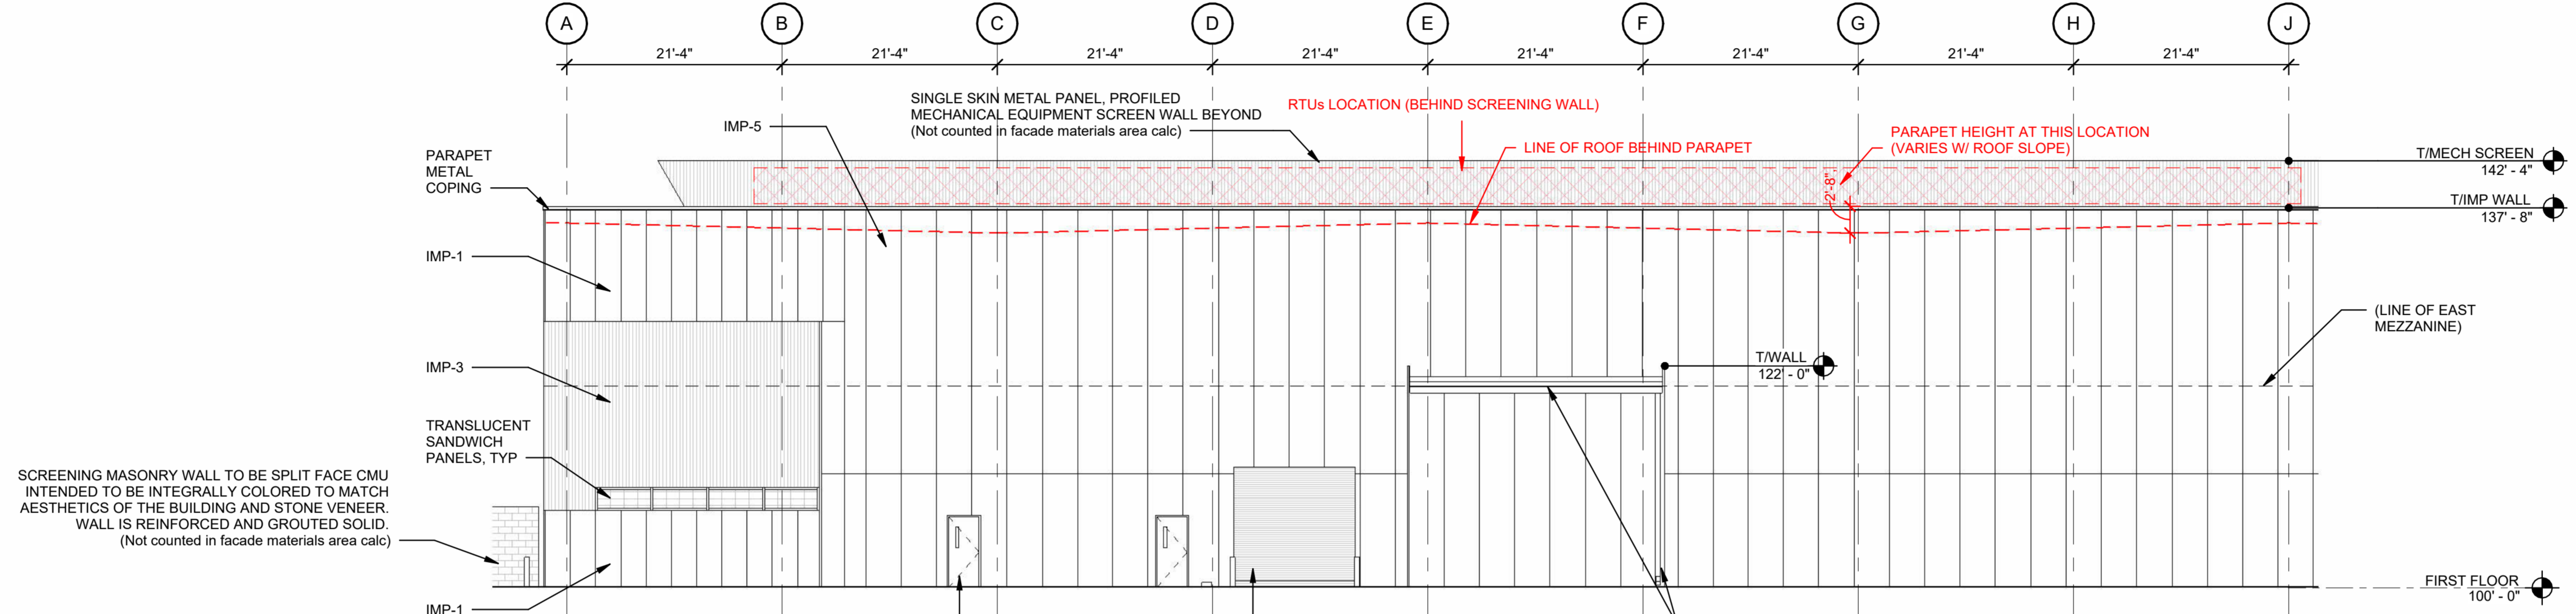 A B C D E F G H J
21'-4" 21'-4" 21'-4" 21'-4" 21'-4" 21'-4" 21'-4" 21'-4"
SINGLE SKIN METAL PANEL, PROFILED
MECHANICAL EQUIPMENT SCREEN WALL BEYOND
(Not counted in facade materials area calc)
RTUs LOCATION (BEHIND SCREENING WALL)
IMP-5
LINE OF ROOF BEHIND PARAPET
PARAPET HEIGHT AT THIS LOCATION
(VARIES W/ ROOF SLOPE)
2'-8"
PARAPET
METAL
COPING
T/MECH SCREEN
142' - 4"
T/IMP WALL
137' - 8"
IMP-1
(LINE OF EAST
MEZZANINE)
IMP-3
T/WALL
122' - 0"
TRANSLUCENT
SANDWICH
PANELS, TYP
SCREENING MASONRY WALL TO BE SPLIT FACE CMU
INTENDED TO BE INTEGRALLY COLORED TO MATCH
AESTHETICS OF THE BUILDING AND STONE VENEER.
WALL IS REINFORCED AND GROUTED SOLID.
(Not counted in facade materials area calc)
FIRST FLOOR
100' - 0"
IMP-1